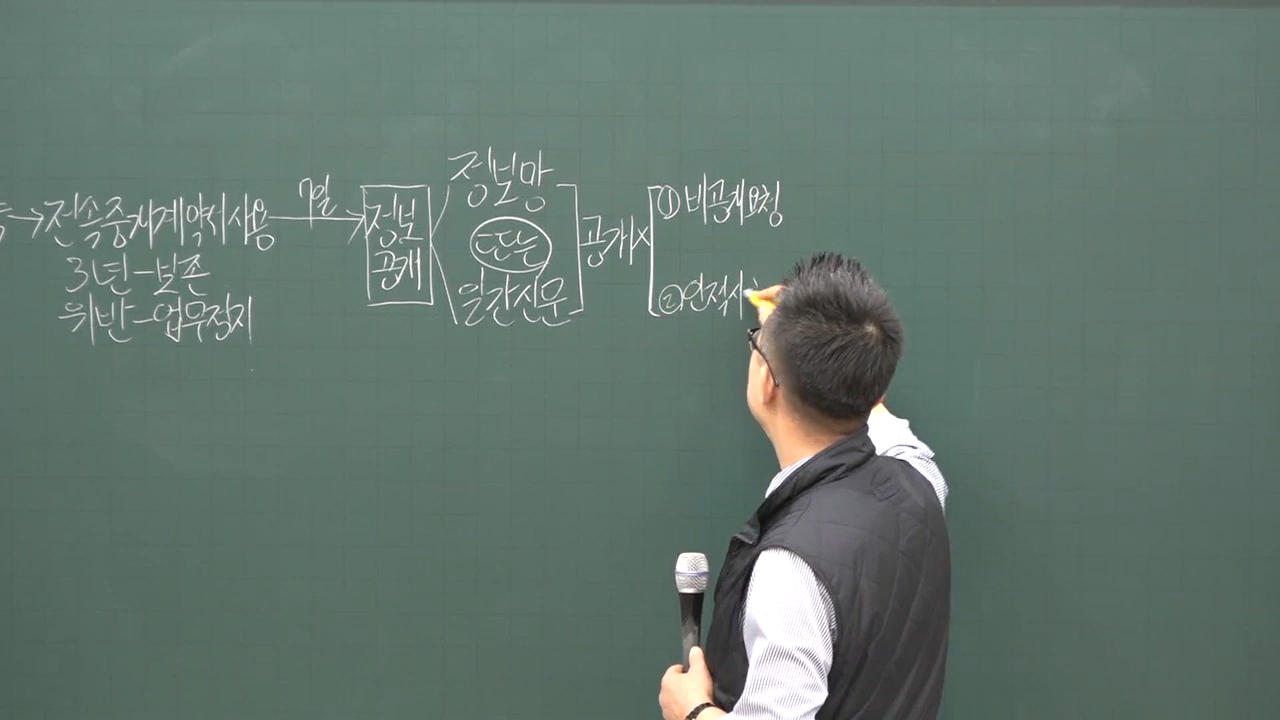 →전속중개계약서사용
3년-보존
위반-업무정지
7일
정보
공개
정보망
또는
일간신문
공개×
①비공개요청
②인적사